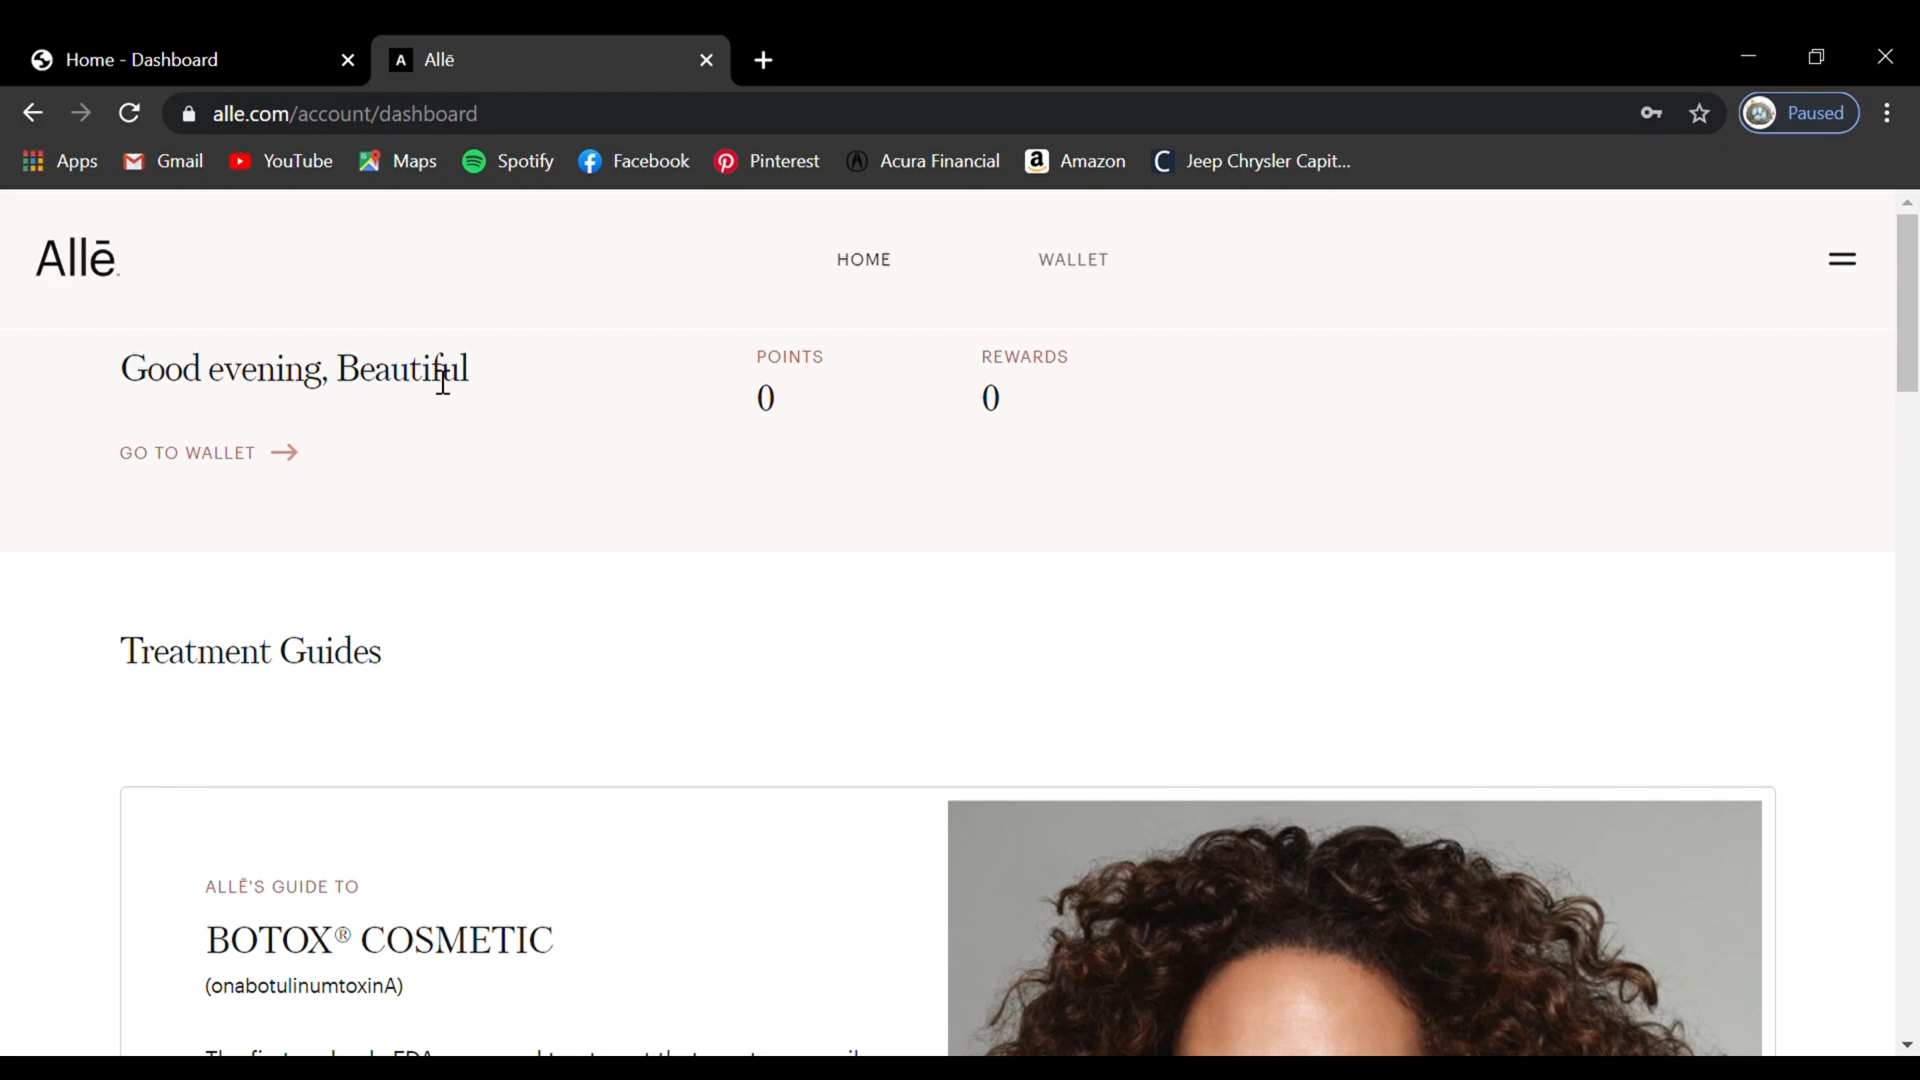 Home - Dashboard
A Allē
alle.com/account/dashboard
Paused
Apps Gmail YouTube Maps Spotify Facebook Pinterest Acura Financial Amazon Jeep Chrysler Capit...
Allē
HOME WALLET
Good evening, Beautiful
POINTS REWARDS
0 0
GO TO WALLET
Treatment Guides
ALLĒ'S GUIDE TO
BOTOX® COSMETIC
(onabotulinumtoxinA)